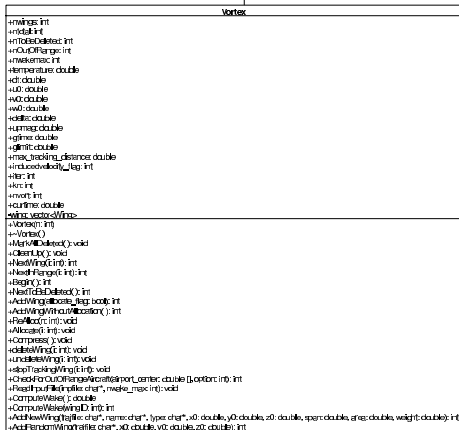 Vortex
+nwings: int
+ntotal: int
+nToBeDeleted: int
+nOutOfRange: int
+nwakemax: int
+temperature: double
+dt: double
+u0: double
+v0: double
+w0: double
+delta: double
+upmag: double
+gtime: double
+glimit: double
+max_tracking_distance: double
+inducedvelocity_flag: int
+iter: int
+kn: int
+nvort: int
+curtime: double
-wing: vector<Wing>
+Vortex(n: int)
+~Vortex()
+MarkAllDeleted(): void
+CleanUp(): void
+NextWing(i: int): int
+NextInRange(i: int): int
+Begin(): int
+NextToBeDeleted(): int
+AddWing(allocate_flag: bool): int
+AddWingWithoutAllocation(): int
+ReAlloc(n: int): void
+Allocate(i: int): void
+Compress(): void
+deleteWing(i: int): void
+undeleteWing(i: int): void
+stopTrackingWing(i: int): void
+CheckForOutOfRangeAircraft(airport_center: double [],option: int): int
+ReadInputFile(inpfile: char*, nwake_max: int): void
+ComputeWake(): double
+ComputeWake(wingID: int): int
+AddNewWing(trajfile: char*, name: char*, type: char*, x0: double, y0: double, z0: double, span: double, area: double, weight: double): int
+AddRandomWing(trajfile: char*, x0: double, y0: double, z0: double): int